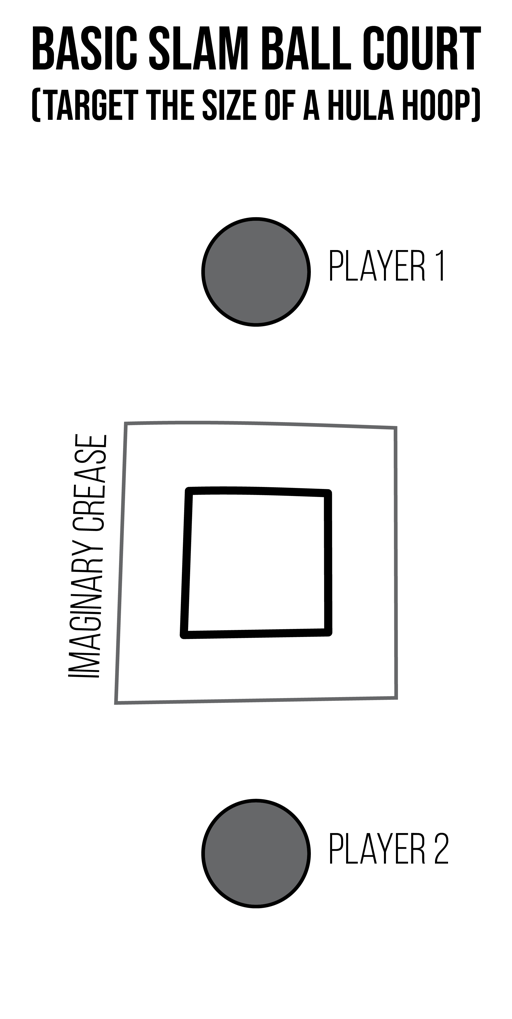 BASIC SLAM BALL COURT
(TARGET THE SIZE OF A HULA HOOP)
PLAYER 1
IMAGINARY CREASE
PLAYER 2